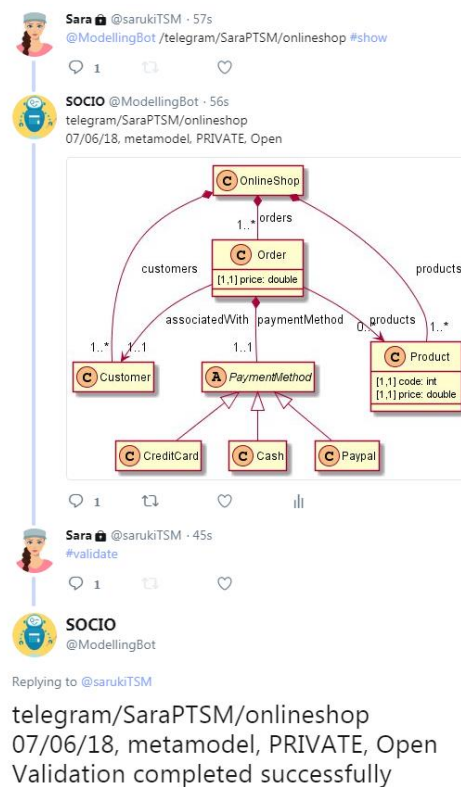 Sara @sarukiTSM · 57s
@ModellingBot /telegram/SaraPTSM/onlineshop #show
1
SOCIO @ModellingBot · 56s
telegram/SaraPTSM/onlineshop
07/06/18, metamodel, PRIVATE, Open
C OnlineShop
orders
1..*
C Order
customers
products
[1,1] price: double
associatedWith
paymentMethod
products
1..*
1..1
1..1
0..*
1..*
C Customer
A PaymentMethod
C Product
[1,1] code: int
[1,1] price: double
C CreditCard
C Cash
C Paypal
1
Sara @sarukiTSM · 45s
#validate
1
SOCIO
@ModellingBot
Replying to @sarukiTSM
telegram/SaraPTSM/onlineshop
07/06/18, metamodel, PRIVATE, Open
Validation completed successfully